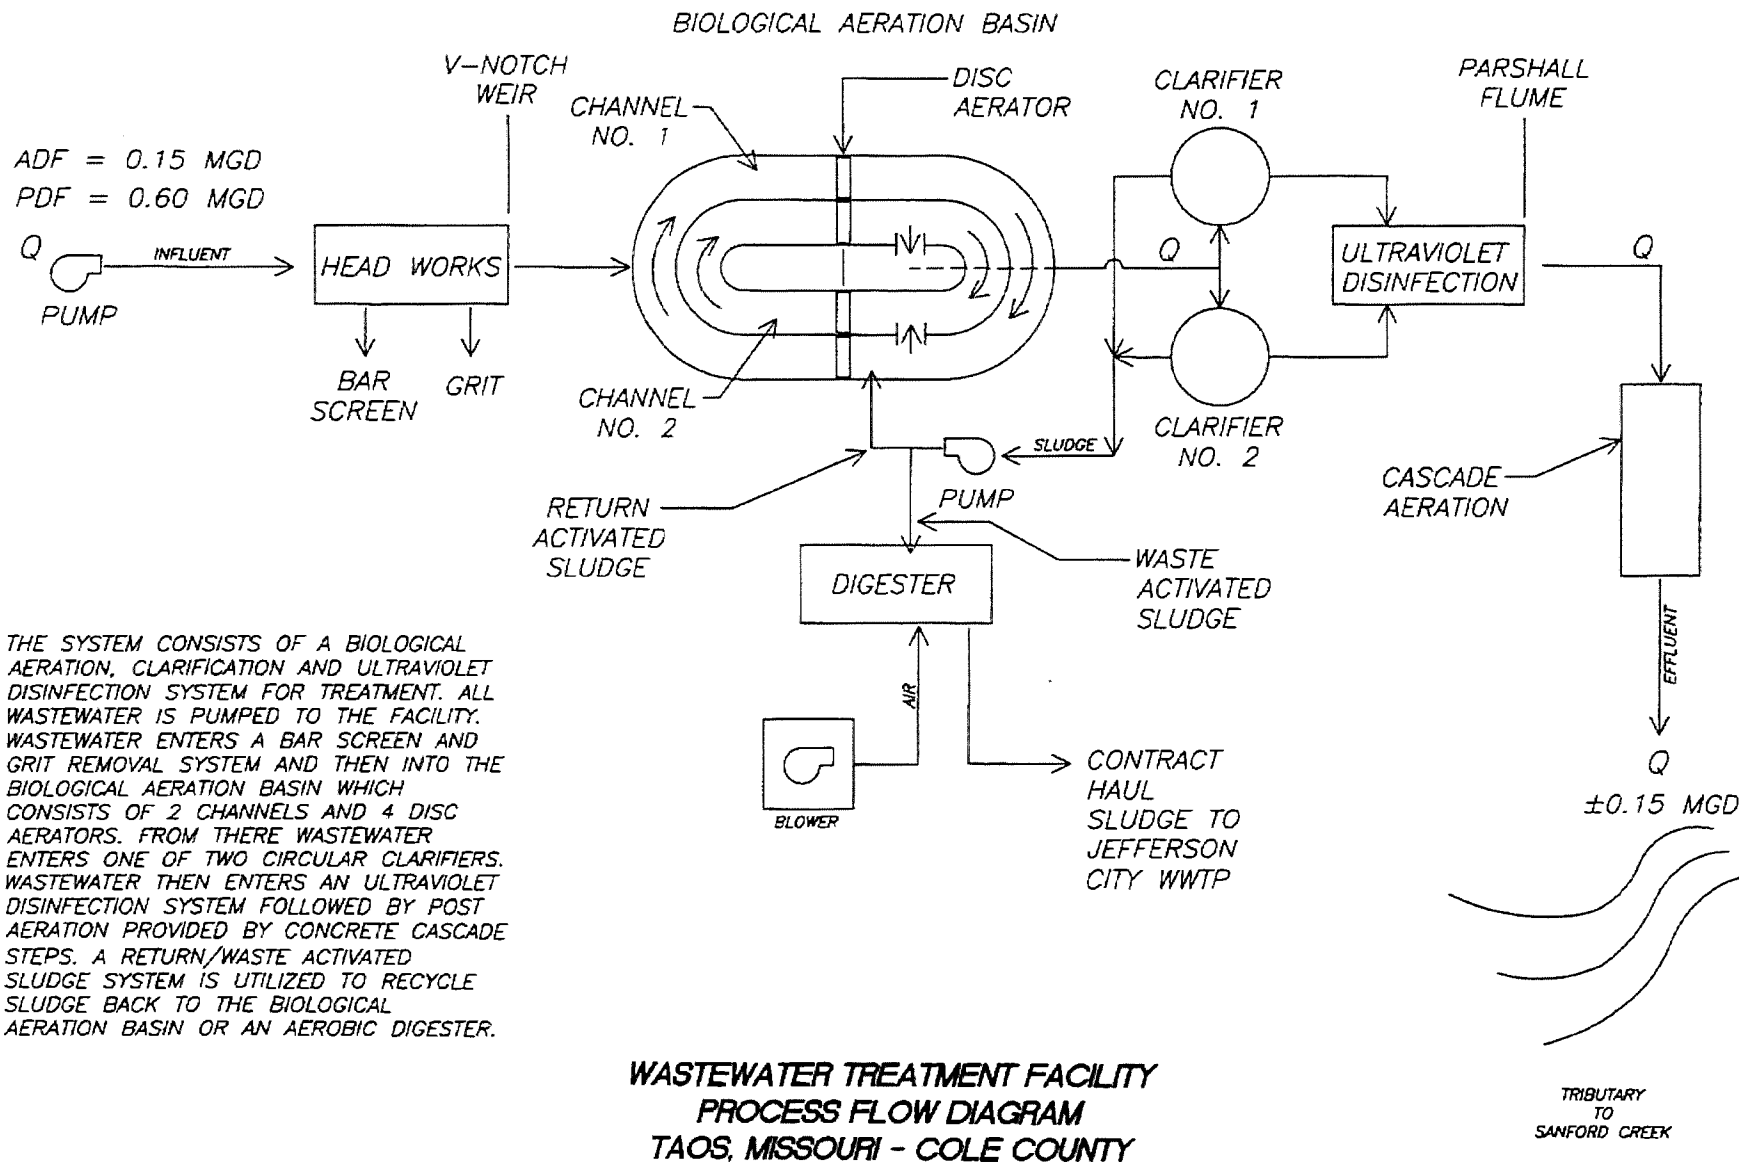 BIOLOGICAL AERATION BASIN
V-NOTCH
WEIR
CHANNEL
NO. 1
DISC
AERATOR
CLARIFIER
NO. 1
PARSHALL
FLUME
ADF = 0.15 MGD
PDF = 0.60 MGD
Q
PUMP
INFLUENT
HEAD WORKS
BAR
SCREEN
GRIT
CHANNEL
NO. 2
Q
ULTRAVIOLET
DISINFECTION
Q
CLARIFIER
NO. 2
SLUDGE
PUMP
RETURN
ACTIVATED
SLUDGE
CASCADE
AERATION
DIGESTER
WASTE
ACTIVATED
SLUDGE
EFFLUENT
AIR
BLOWER
CONTRACT
HAUL
SLUDGE TO
JEFFERSON
CITY WWTP
Q
±0.15 MGD
THE SYSTEM CONSISTS OF A BIOLOGICAL
AERATION, CLARIFICATION AND ULTRAVIOLET
DISINFECTION SYSTEM FOR TREATMENT. ALL
WASTEWATER IS PUMPED TO THE FACILITY.
WASTEWATER ENTERS A BAR SCREEN AND
GRIT REMOVAL SYSTEM AND THEN INTO THE
BIOLOGICAL AERATION BASIN WHICH
CONSISTS OF 2 CHANNELS AND 4 DISC
AERATORS. FROM THERE WASTEWATER
ENTERS ONE OF TWO CIRCULAR CLARIFIERS.
WASTEWATER THEN ENTERS AN ULTRAVIOLET
DISINFECTION SYSTEM FOLLOWED BY POST
AERATION PROVIDED BY CONCRETE CASCADE
STEPS. A RETURN/WASTE ACTIVATED
SLUDGE SYSTEM IS UTILIZED TO RECYCLE
SLUDGE BACK TO THE BIOLOGICAL
AERATION BASIN OR AN AEROBIC DIGESTER.
WASTEWATER TREATMENT FACILITY
PROCESS FLOW DIAGRAM
TAOS, MISSOURI - COLE COUNTY
TRIBUTARY
TO
SANFORD CREEK